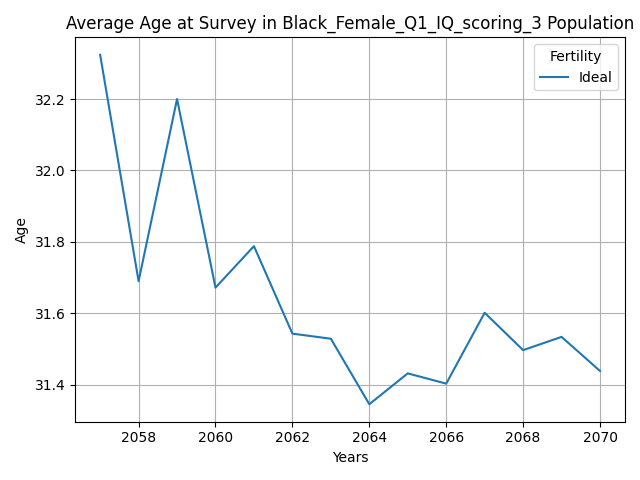 Average Age at Survey in Black_Female_Q1_IQ_scoring_3 Population
Fertility
Ideal
32.2
32.0
31.8
31.6
31.4
Age
2058 2060 2062 2064 2066 2068 2070
Years